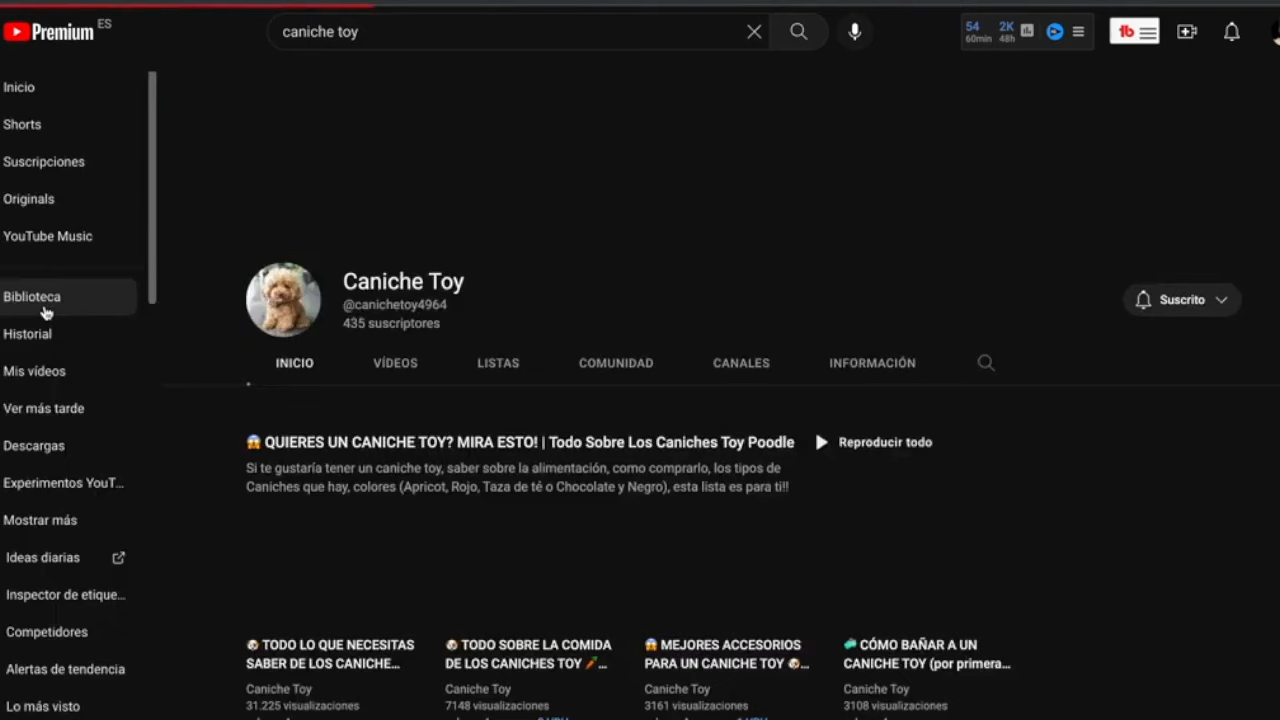 Premium ES
caniche toy
54 2K
60min 48h
Inicio
Shorts
Suscripciones
Originals
YouTube Music
Biblioteca
Historial
Mis vídeos
Ver más tarde
Descargas
Experimentos YouT...
Mostrar más
Ideas diarias
Inspector de etique...
Competidores
Alertas de tendencia
Lo más visto
Caniche Toy
@canichetoy4964
435 suscriptores
Suscrito
INICIO VÍDEOS LISTAS COMUNIDAD CANALES INFORMACIÓN
😱 QUIERES UN CANICHE TOY? MIRA ESTO! | Todo Sobre Los Caniches Toy Poodle
Reproducir todo
Si te gustaría tener un caniche toy, saber sobre la alimentación, como comprarlo, los tipos de
Caniches que hay, colores (Apricot, Rojo, Taza de té o Chocolate y Negro), esta lista es para ti!!
🐶 TODO LO QUE NECESITAS
SABER DE LOS CANICHE...
Caniche Toy
31.225 visualizaciones
🐶 TODO SOBRE LA COMIDA
DE LOS CANICHES TOY 🥕...
Caniche Toy
7148 visualizaciones
😱 MEJORES ACCESORIOS
PARA UN CANICHE TOY 🐶...
Caniche Toy
3161 visualizaciones
🧼 CÓMO BAÑAR A UN
CANICHE TOY (por primera...
Caniche Toy
3108 visualizaciones